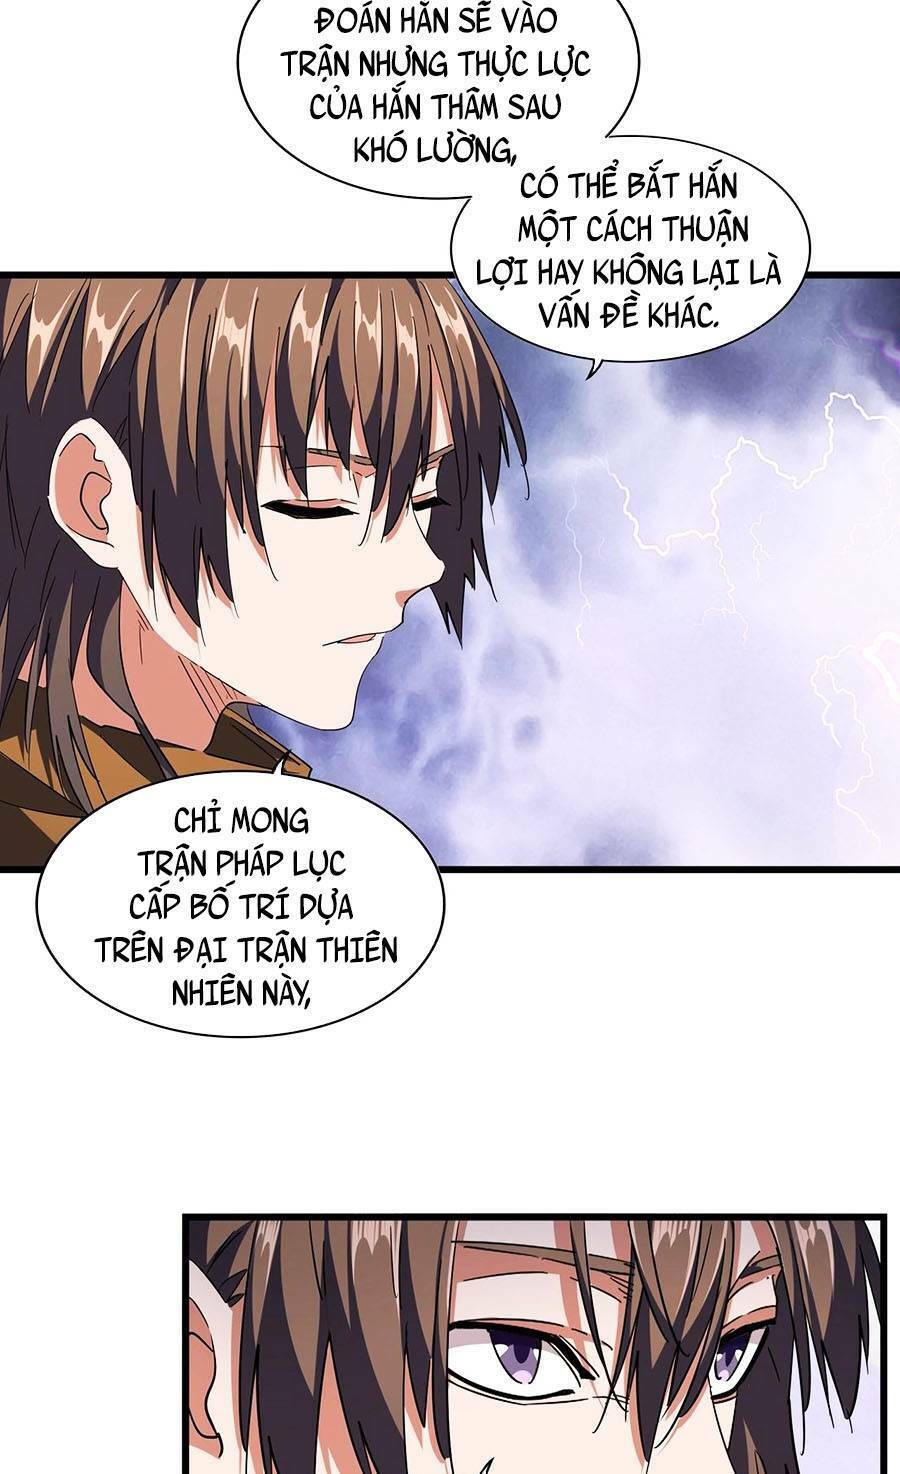 ĐOÁN HẮN SẼ VÀO
TRẬN NHƯNG THỰC LỰC
CỦA HẮN THÂM SAU
KHÓ LƯỜNG,
CÓ THỂ BẮT HẮN
MỘT CÁCH THUẬN
LỢI HAY KHÔNG LẠI LÀ
VẤN ĐỀ KHÁC.
CHỈ MONG
TRẬN PHÁP LỤC
CẤP BỐ TRÍ DỰA
TRÊN ĐẠI TRẬN THIÊN
NHIÊN NÀY,